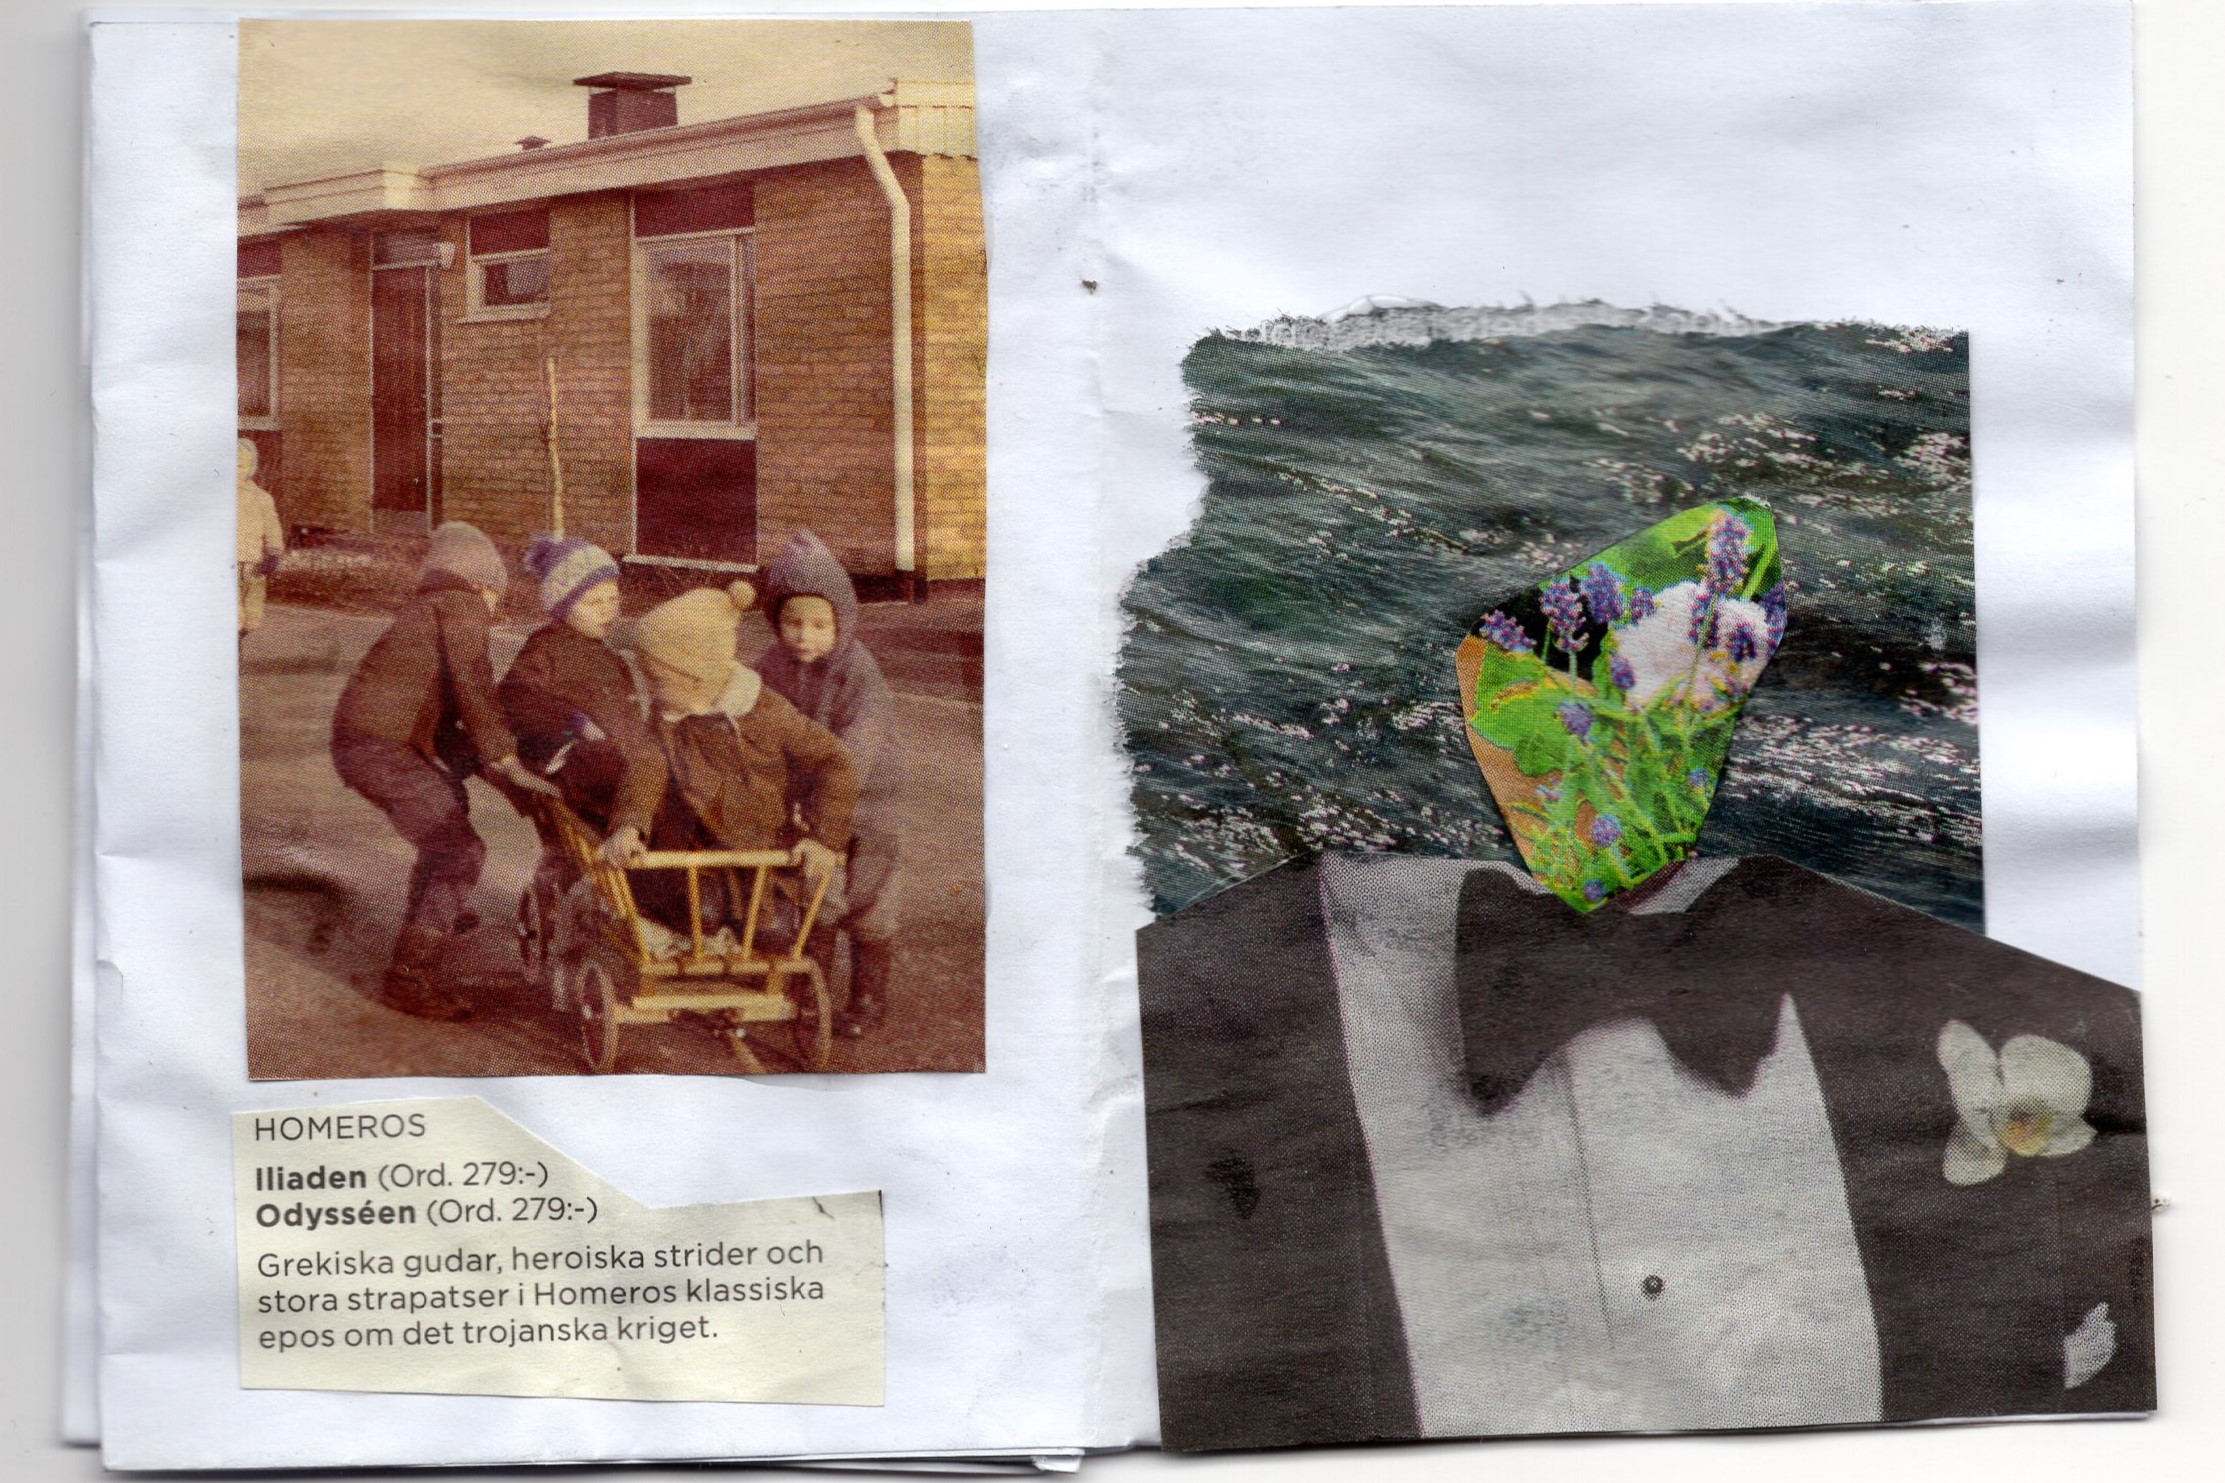 HOMEROS
Iliaden (Ord. 279:-)
Odysséen (Ord. 279:-)
Grekiska gudar, heroiska strider och
stora strapatser i Homeros klassiska
epos om det trojanska kriget.